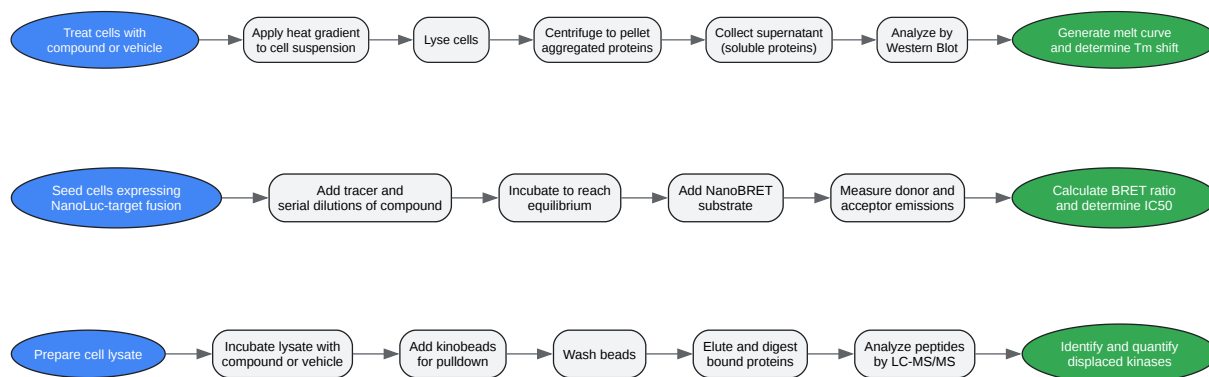 Treat cells with
compound or vehicle
Apply heat gradient
to cell suspension
Lyse cells
Centrifuge to pellet
aggregated proteins
Collect supernatant
(soluble proteins)
Analyze by
Western Blot
Generate melt curve
and determine Tm shift
Seed cells expressing
NanoLuc-target fusion
Add tracer and
serial dilutions of compound
Incubate to reach
equilibrium
Add NanoBRET
substrate
Measure donor and
acceptor emissions
Calculate BRET ratio
and determine IC50
Prepare cell lysate
Incubate lysate with
compound or vehicle
Add kinobeads
for pulldown
Wash beads
Elute and digest
bound proteins
Analyze peptides
by LC-MS/MS
Identify and quantify
displaced kinases